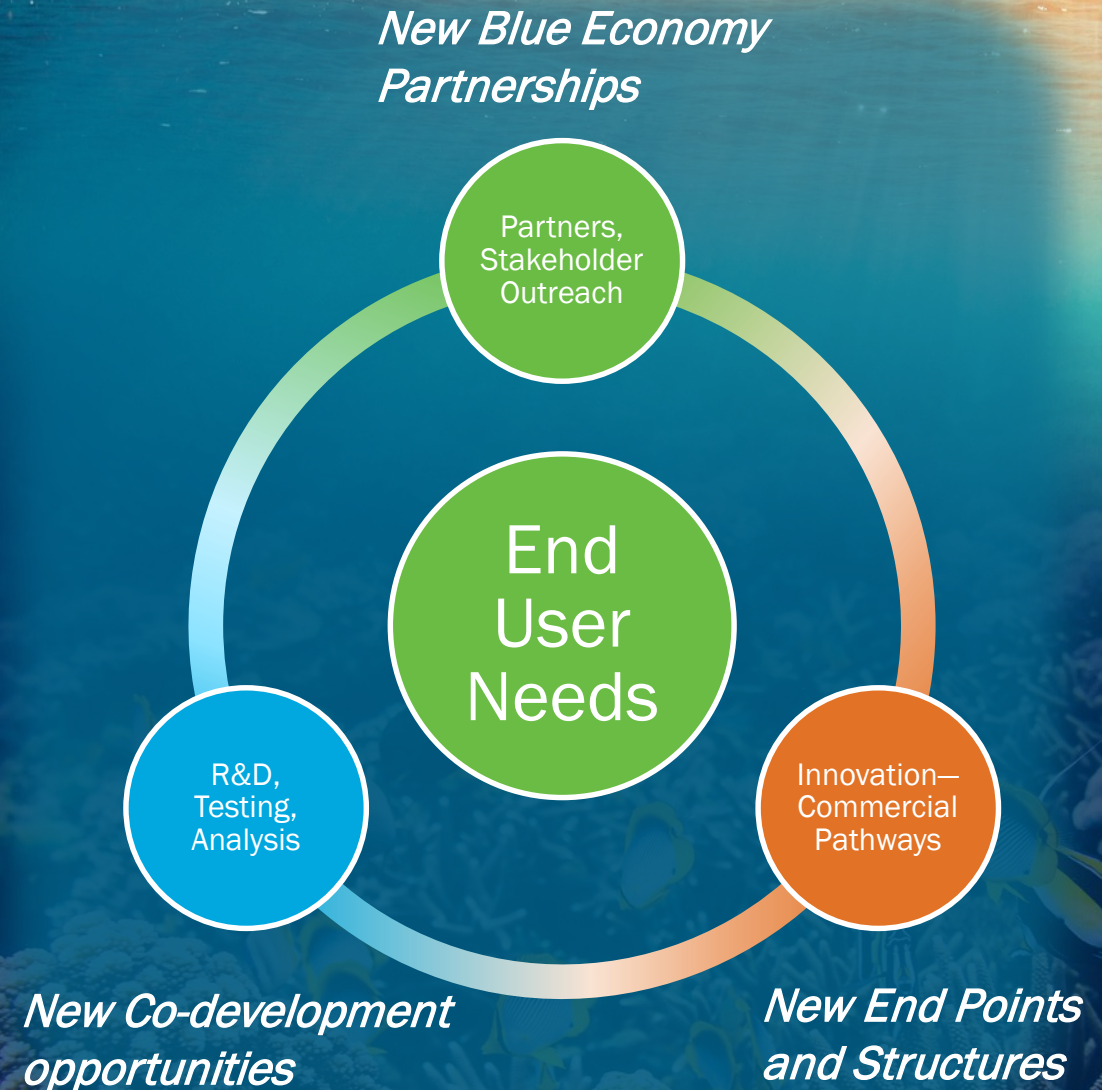 New Blue Economy
Partnerships
Partners,
Stakeholder
Outreach
End
User
Needs
R&D,
Testing,
Analysis
Innovation—
Commercial
Pathways
New Co-development
opportunities
New End Points
and Structures